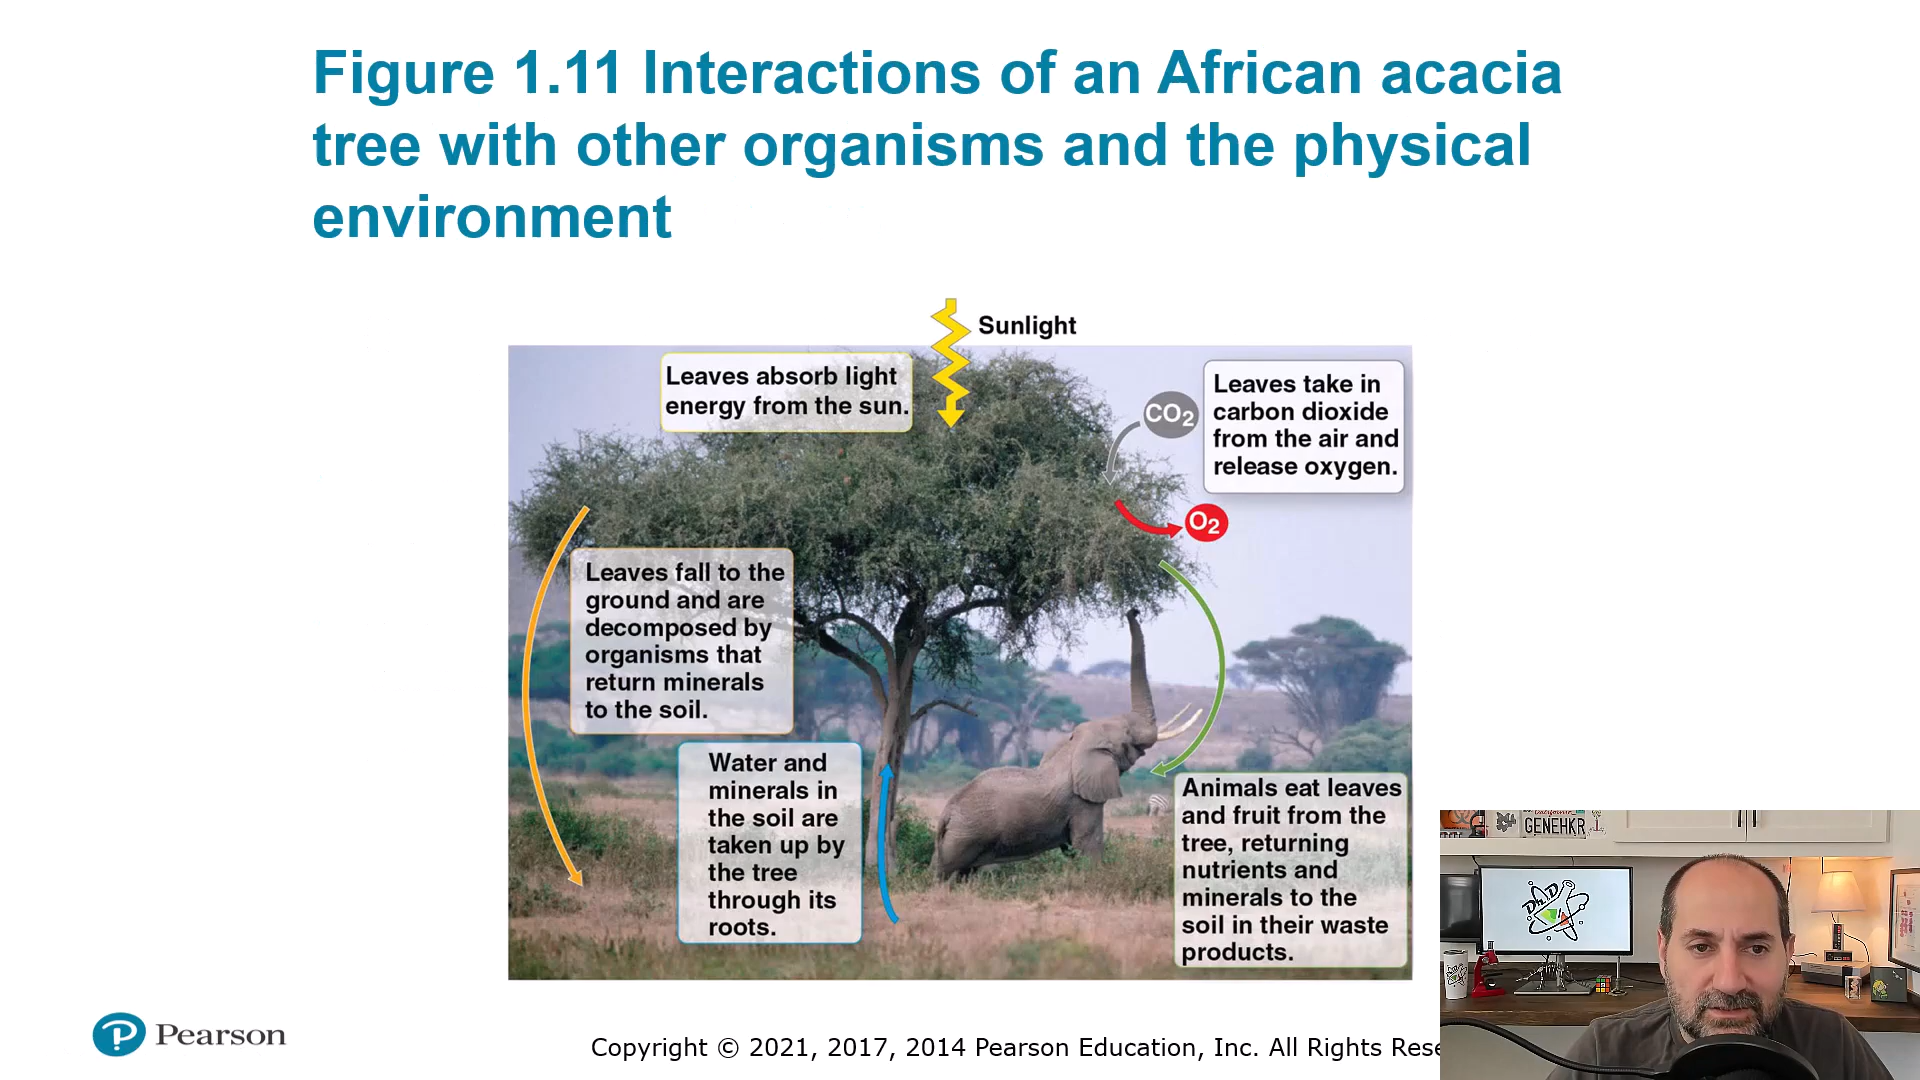 Figure 1.11 Interactions of an African acacia
tree with other organisms and the physical
environment
Sunlight
Leaves absorb light
energy from the sun.
CO2
Leaves take in
carbon dioxide
from the air and
release oxygen.
O2
Leaves fall to the
ground and are
decomposed by
organisms that
return minerals
to the soil.
Water and
minerals in
the soil are
taken up by
the tree
through its
roots.
Animals eat leaves
and fruit from the
tree, returning
nutrients and
minerals to the
soil in their waste
products.
GENEHKR
Pearson
Copyright © 2021, 2017, 2014 Pearson Education, Inc. All Rights Rese